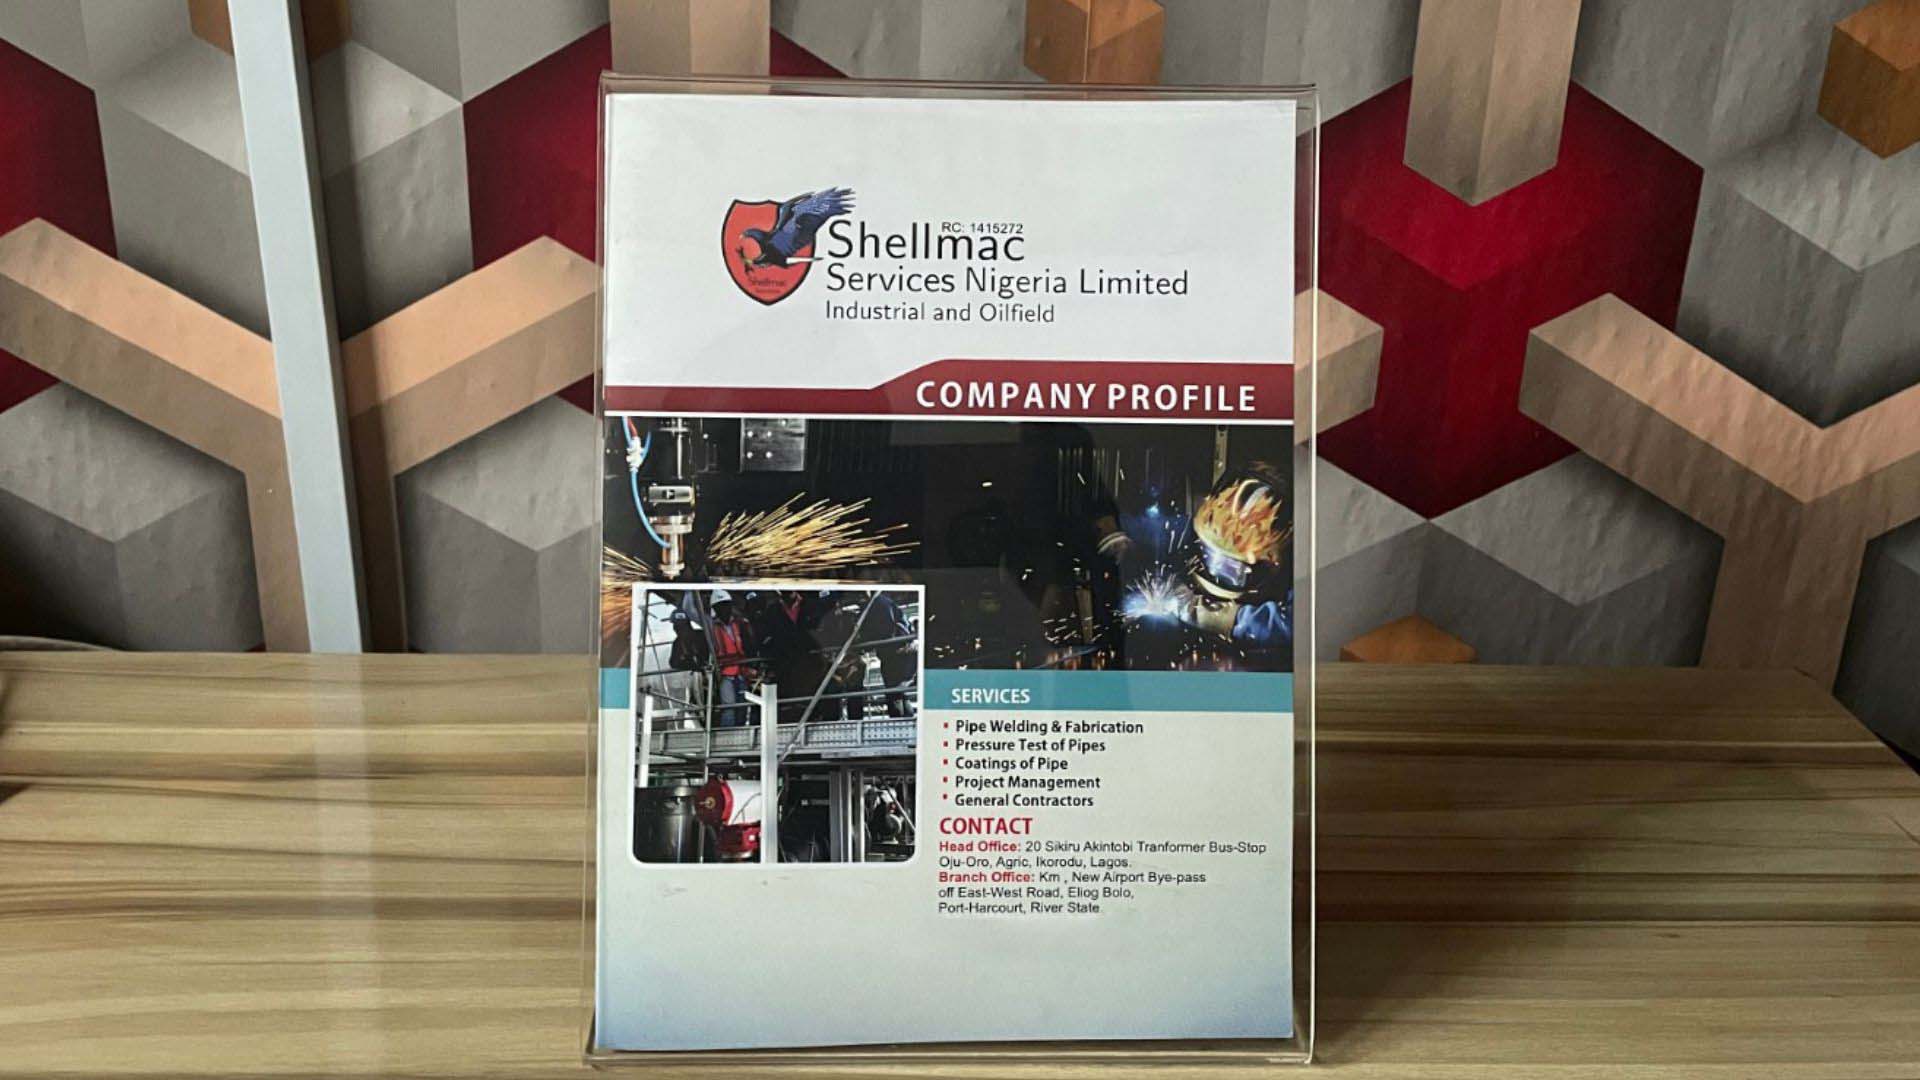 RC: 1415272
Shellmac
Services Nigeria Limited
Industrial and Oilfield
Shellmac
COMPANY PROFILE
SERVICES
Pipe Welding & Fabrication
Pressure Test of Pipes
Coatings of Pipe
Project Management
General Contractors
CONTACT
Head Office: 20 Sikiru Akintobi Tranformer Bus-Stop
Oju-Oro, Agric, Ikorodu, Lagos.
Branch Office: Km , New Airport Bye-pass
off East-West Road, Eliog Bolo,
Port-Harcourt, River State.